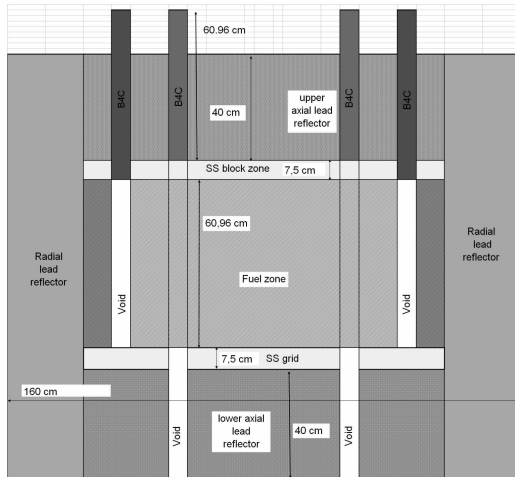 60.96 cm
B4C
B4C
B4C
B4C
upper
axial lead
reflector
40 cm
SS block zone
7,5 cm
60,96 cm
Radial
lead
reflector
Radial
lead
reflector
Fuel zone
Void
Void
7,5 cm
SS grid
160 cm
lower axial
lead
reflector
40 cm
Void
Void